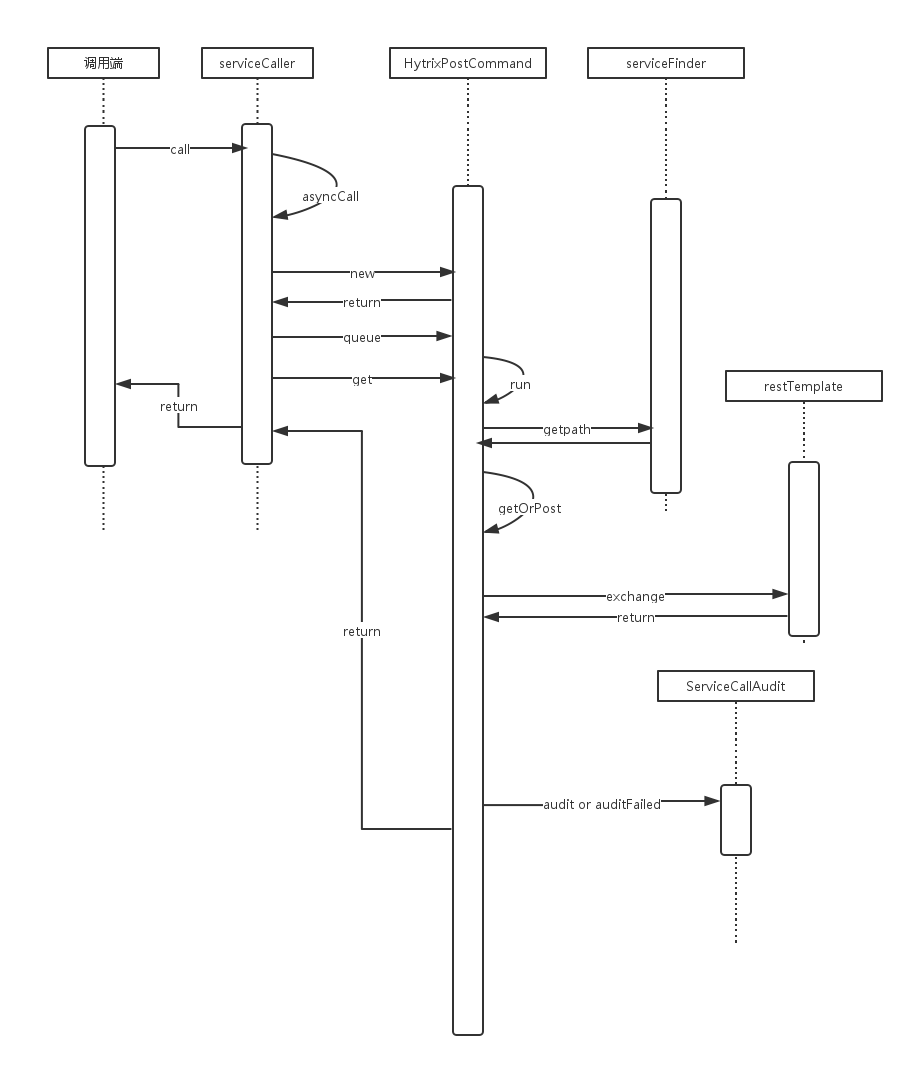 调用端
serviceCaller
HytrixPostCommand
serviceFinder
call
asyncCall
new
return
queue
get
run
restTemplate
return
getpath
getOrPost
exchange
return
return
ServiceCallAudit
audit or auditFailed